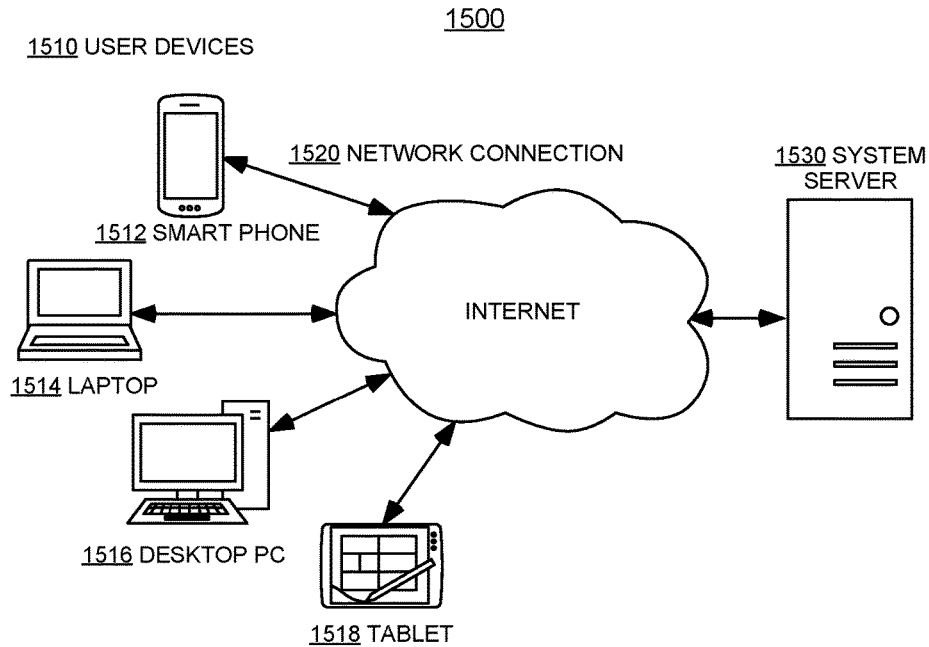 1500
1510 USER DEVICES
1520 NETWORK CONNECTION
1530 SYSTEM
SERVER
1512 SMART PHONE
INTERNET
1514 LAPTOP
1516 DESKTOP PC
1518 TABLET